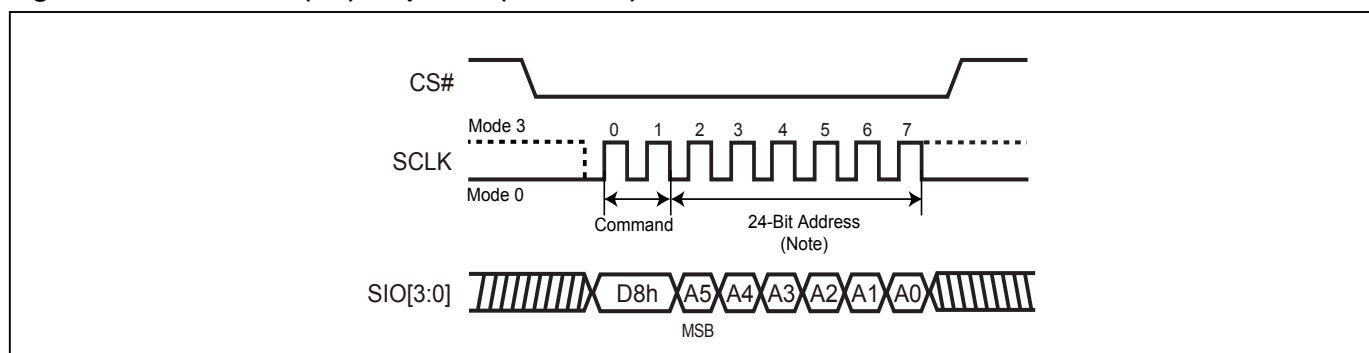 CS#
Mode 3
0 1 2 3 4 5 6 7
SCLK
Mode 0
Command
24-Bit Address
(Note)
SIO[3:0]
D8h A5 A4 A3 A2 A1 A0
MSB